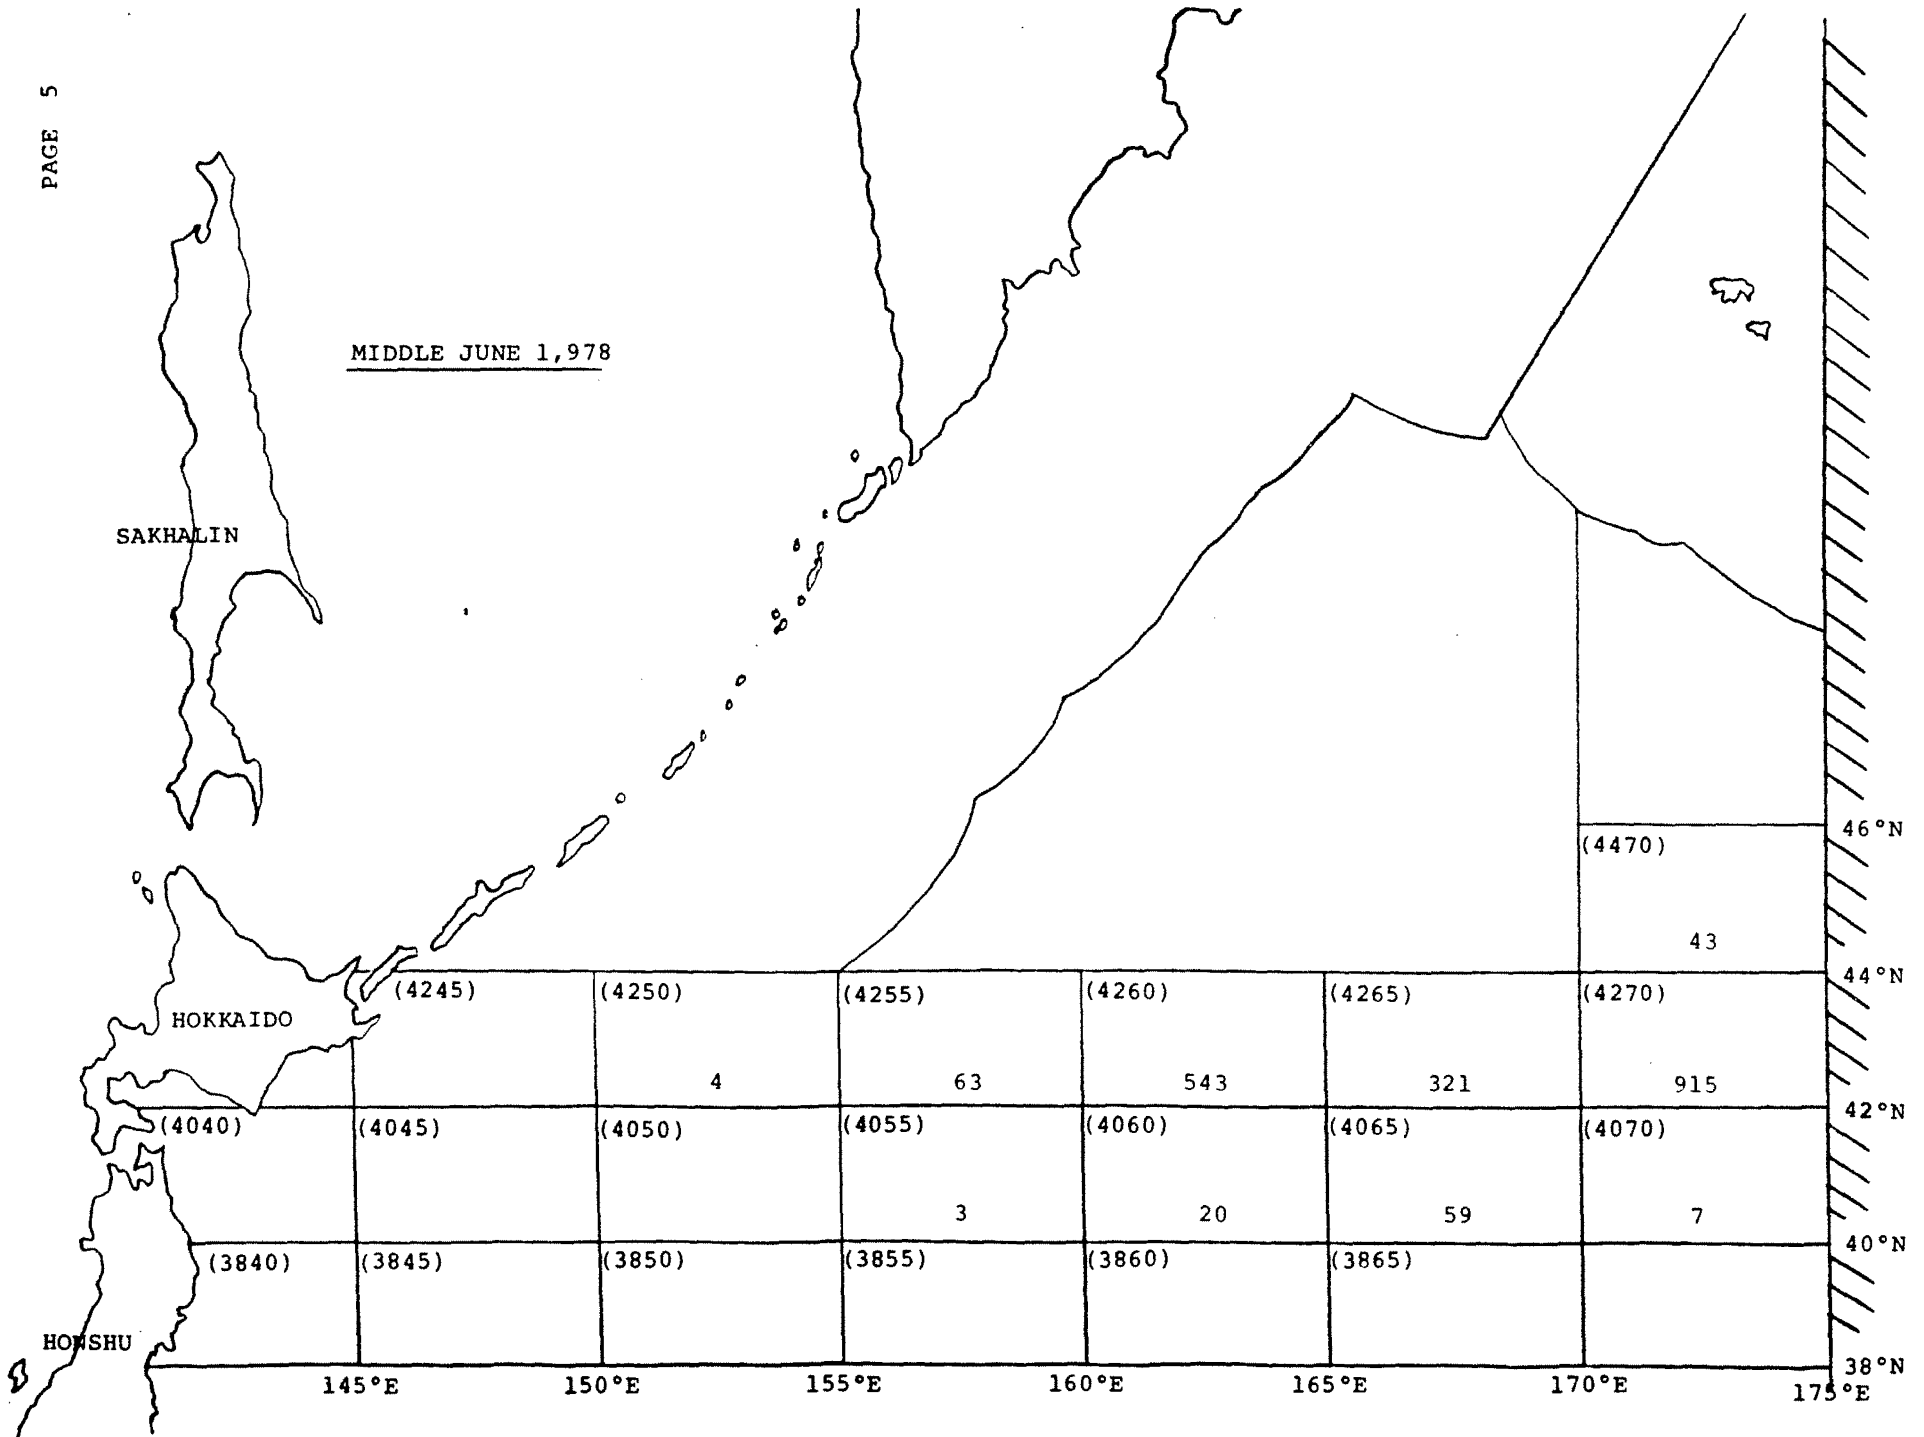 PAGE 5
MIDDLE JUNE 1,978
SAKHALIN
46°N
(4470)
43
44°N
(4245) (4250) (4255) (4260) (4265) (4270)
HOKKAIDO
4 63 543 321 915
42°N
(4040) (4045) (4050) (4055) (4060) (4065) (4070)
3 20 59 7
40°N
(3840) (3845) (3850) (3855) (3860) (3865)
HONSHU
38°N
145°E 150°E 155°E 160°E 165°E 170°E 175°E